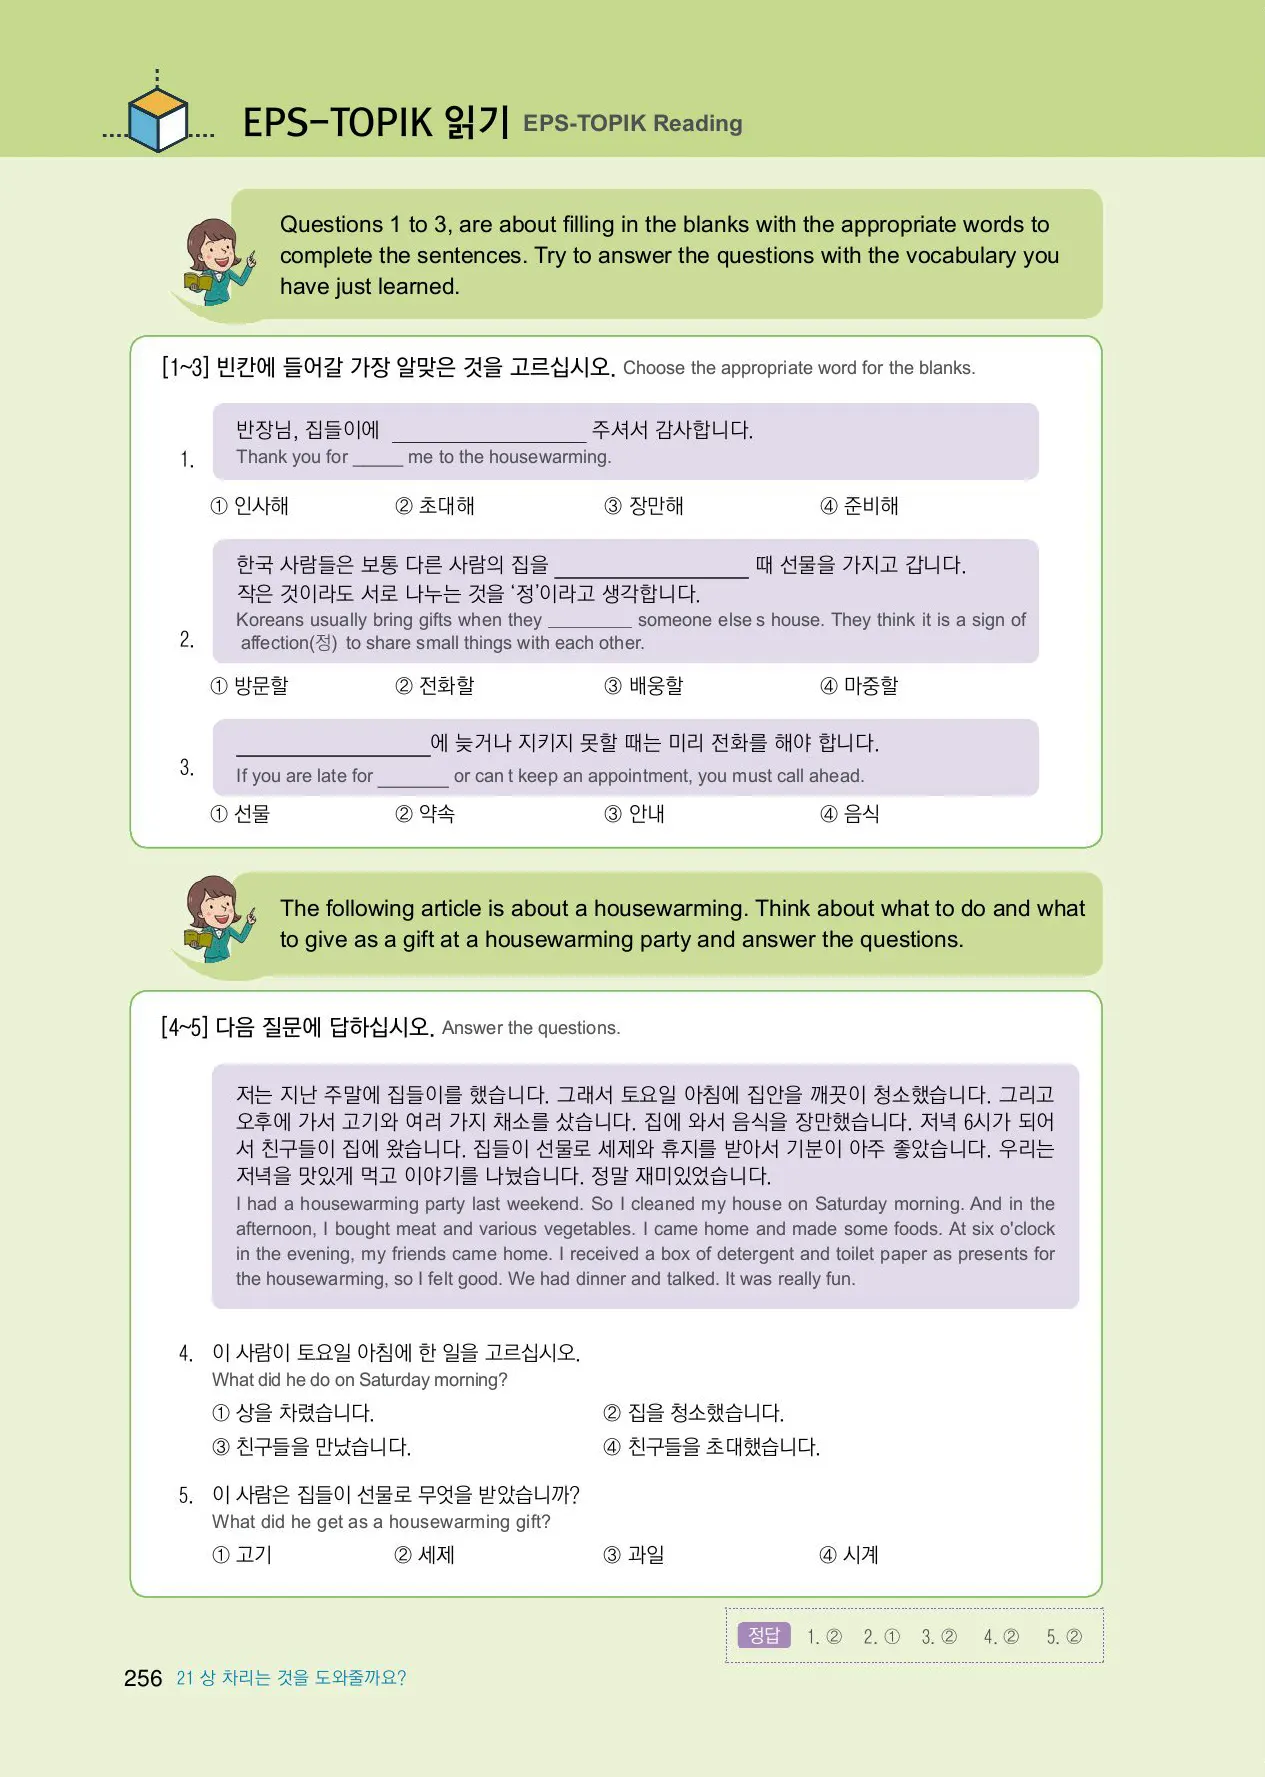 EPS-TOPIK 읽기 EPS-TOPIK Reading
Questions 1 to 3, are about filling in the blanks with the appropriate words to
complete the sentences. Try to answer the questions with the vocabulary you
have just learned.
[1~3] 빈칸에 들어갈 가장 알맞은 것을 고르십시오. Choose the appropriate word for the blanks.
1.
반장님, 집들이에 ____________ 주셔서 감사합니다.
Thank you for _____ me to the housewarming.
① 인사해 ② 초대해 ③ 장만해 ④ 준비해
2.
한국 사람들은 보통 다른 사람의 집을 ____________ 때 선물을 가지고 갑니다.
작은 것이라도 서로 나누는 것을 ‘정’이라고 생각합니다.
Koreans usually bring gifts when they ________ someone else s house. They think it is a sign of
affection(정) to share small things with each other.
① 방문할 ② 전화할 ③ 배웅할 ④ 마중할
3.
____________에 늦거나 지키지 못할 때는 미리 전화를 해야 합니다.
If you are late for _______ or can t keep an appointment, you must call ahead.
① 선물 ② 약속 ③ 안내 ④ 음식
The following article is about a housewarming. Think about what to do and what
to give as a gift at a housewarming party and answer the questions.
[4~5] 다음 질문에 답하십시오. Answer the questions.
저는 지난 주말에 집들이를 했습니다. 그래서 토요일 아침에 집안을 깨끗이 청소했습니다. 그리고
오후에 가서 고기와 여러 가지 채소를 샀습니다. 집에 와서 음식을 장만했습니다. 저녁 6시가 되어
서 친구들이 집에 왔습니다. 집들이 선물로 세제와 휴지를 받아서 기분이 아주 좋았습니다. 우리는
저녁을 맛있게 먹고 이야기를 나눴습니다. 정말 재미있었습니다.
I had a housewarming party last weekend. So I cleaned my house on Saturday morning. And in the
afternoon, I bought meat and various vegetables. I came home and made some foods. At six o'clock
in the evening, my friends came home. I received a box of detergent and toilet paper as presents for
the housewarming, so I felt good. We had dinner and talked. It was really fun.
4. 이 사람이 토요일 아침에 한 일을 고르십시오.
What did he do on Saturday morning?
① 상을 차렸습니다. ② 집을 청소했습니다.
③ 친구들을 만났습니다. ④ 친구들을 초대했습니다.
5. 이 사람은 집들이 선물로 무엇을 받았습니까?
What did he get as a housewarming gift?
① 고기 ② 세제 ③ 과일 ④ 시계
정답 1. ② 2. ① 3. ② 4. ② 5. ②
256 21 상 차리는 것을 도와줄까요?